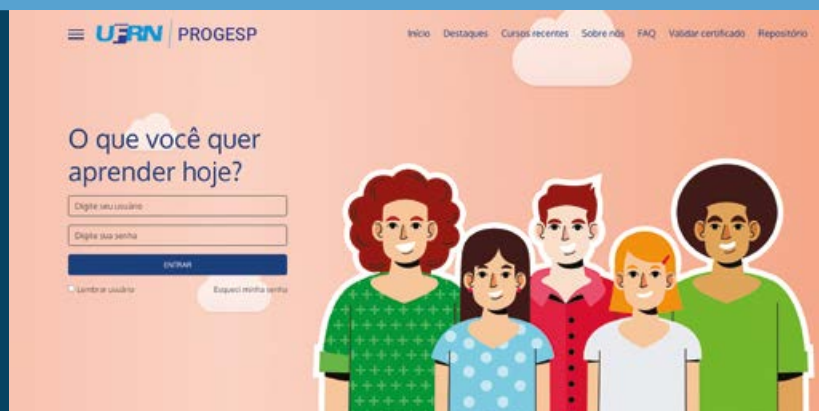 UFRN PROGESP
Início Destaques Cursos recentes Sobre nós FAQ Validar certificado Repositório
O que você quer
aprender hoje?
Digite seu usuário
Digite sua senha
ENTRAR
Lembrar usuário Esqueci minha senha